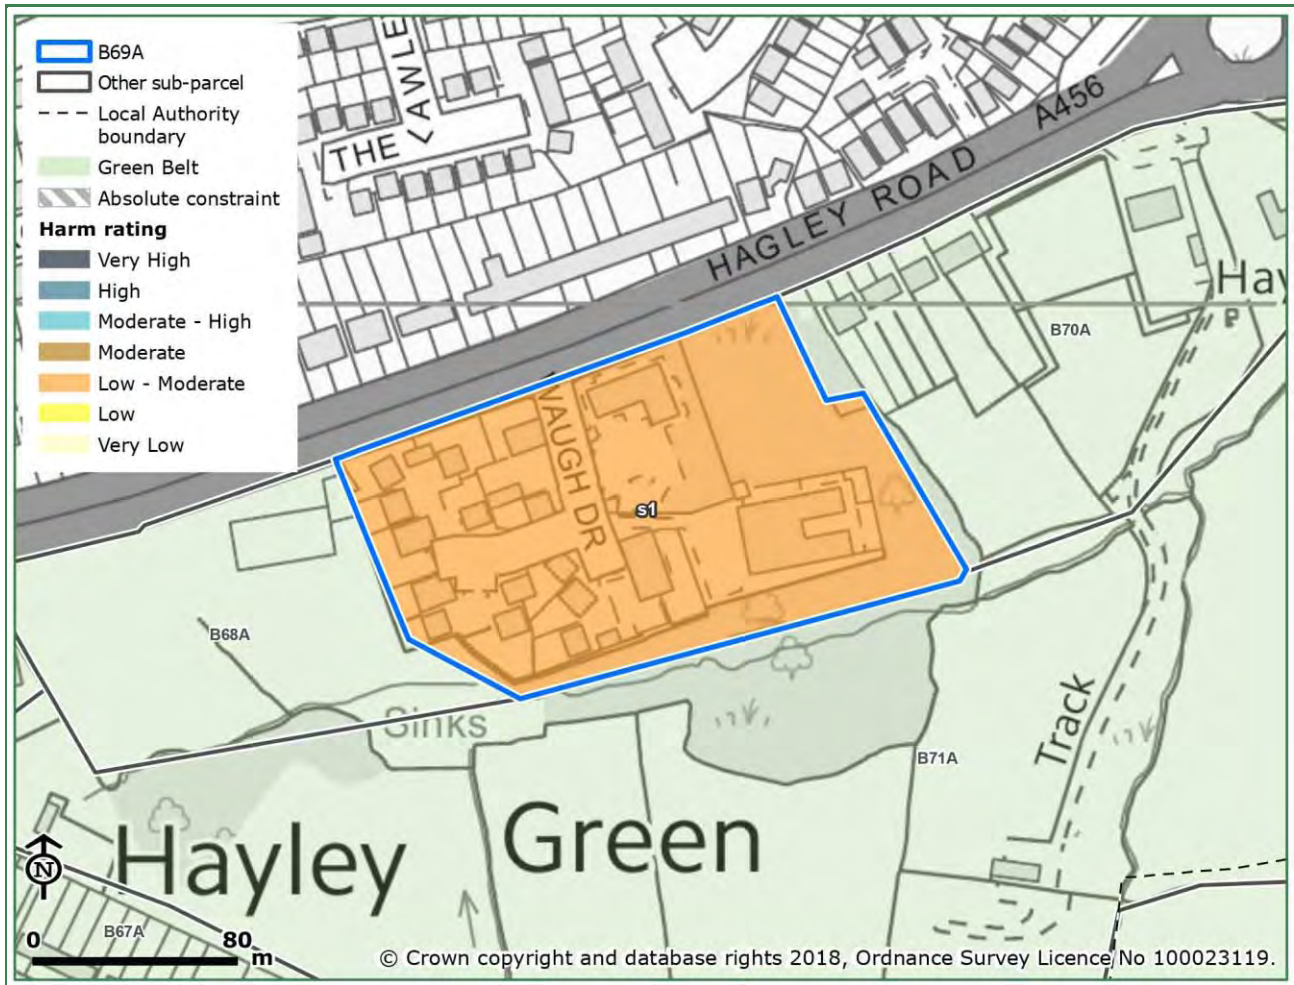 B69A
Other sub-parcel
Local Authority
boundary
Green Belt
Absolute constraint
Harm rating
Very High
High
Moderate - High
Moderate
Low - Moderate
Low
Very Low
THE
HAGLEY ROAD A456
B70A
s1
B68A
Sinks
B71A
Track
Hayley Green
B67A
N
0 80
m
© Crown copyright and database rights 2018, Ordnance Survey Licence No 100023119.